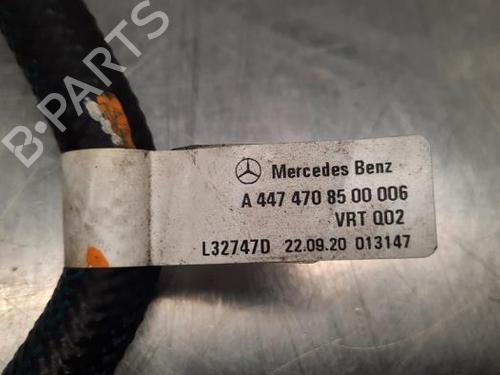 B-PARTS
Mercedes Benz
A 447 470 85 00 006
VRT Q02
L32747D 22.09.20 013147